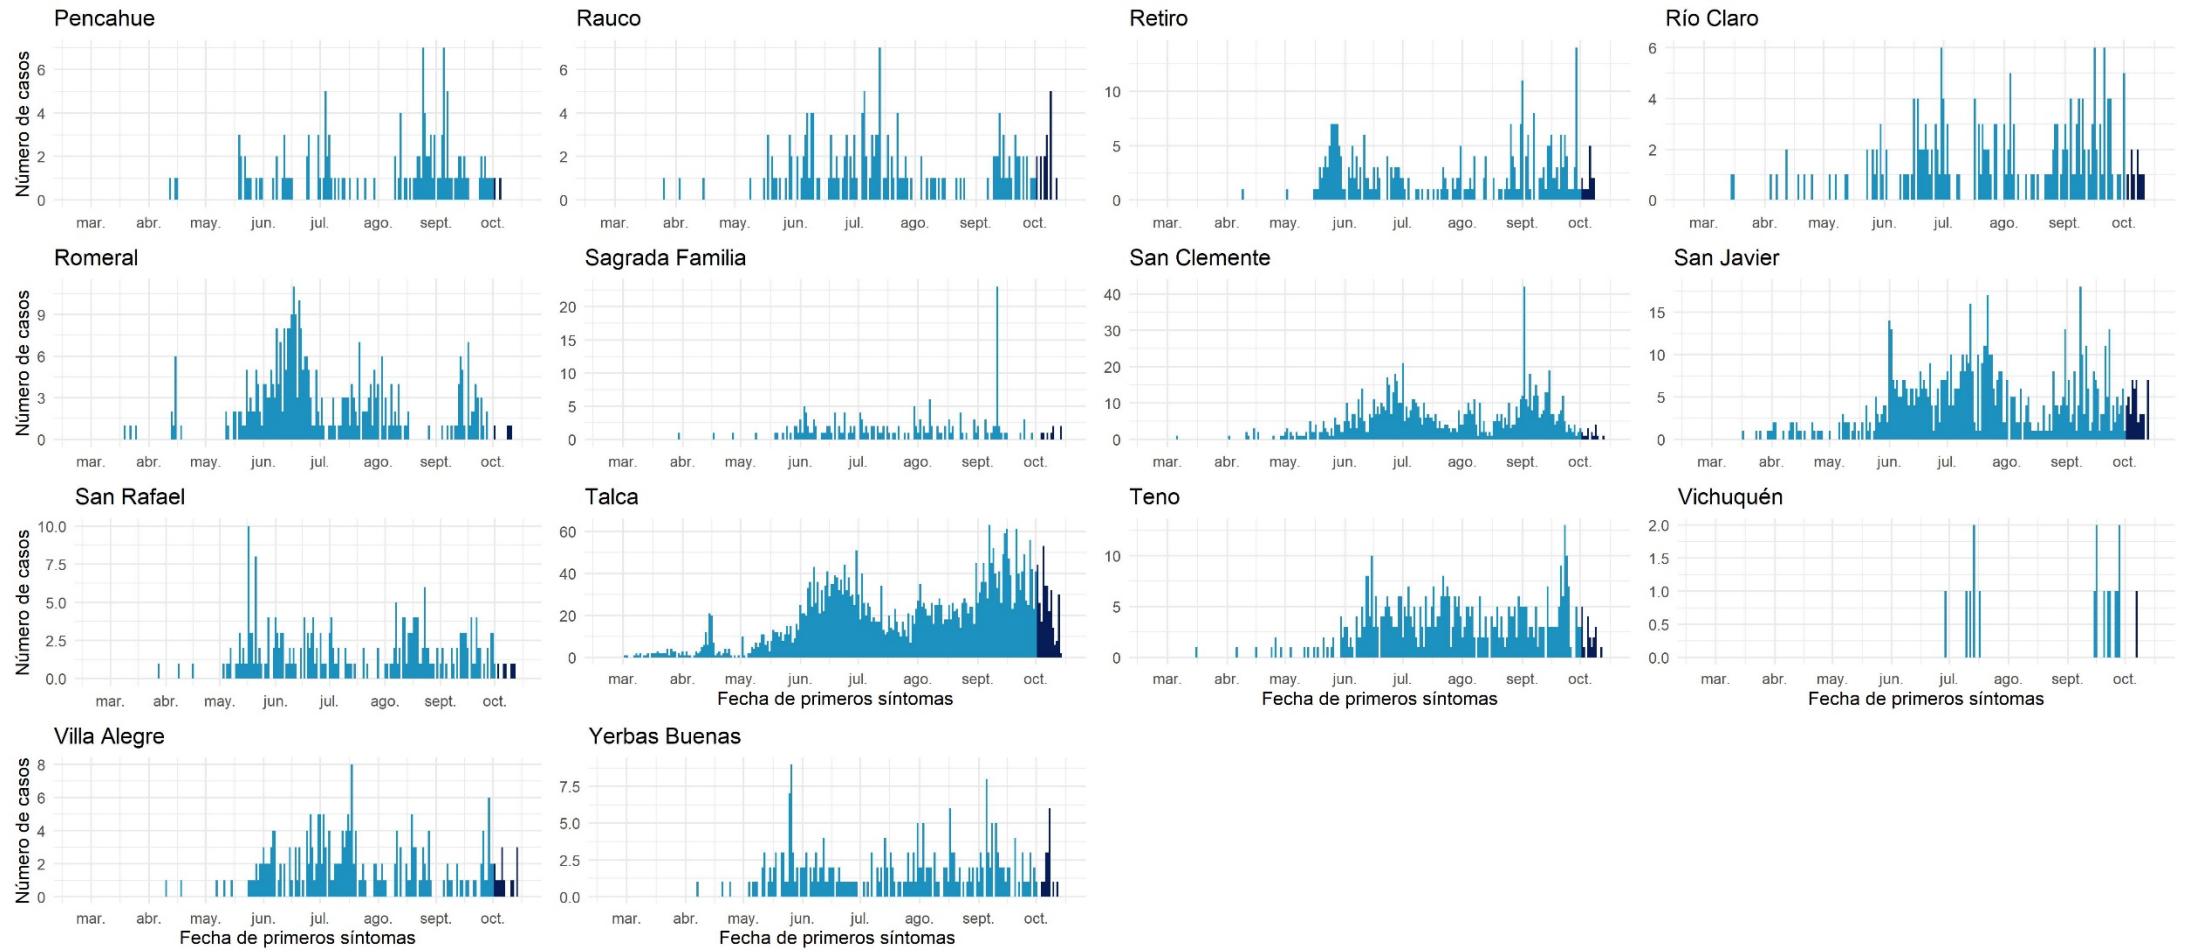 Pencahue
Rauco
Retiro
Río Claro
Número de casos
6
4
2
0
mar. abr. may. jun. jul. ago. sept. oct.
6
4
2
0
mar. abr. may. jun. jul. ago. sept. oct.
10
5
0
mar. abr. may. jun. jul. ago. sept. oct.
6
4
2
0
mar. abr. may. jun. jul. ago. sept. oct.
Romeral
Sagrada Familia
San Clemente
San Javier
Número de casos
9
6
3
0
mar. abr. may. jun. jul. ago. sept. oct.
20
15
10
5
0
mar. abr. may. jun. jul. ago. sept. oct.
40
30
20
10
0
mar. abr. may. jun. jul. ago. sept. oct.
15
10
5
0
mar. abr. may. jun. jul. ago. sept. oct.
San Rafael
Talca
Teno
Vichuquén
Número de casos
10.0
7.5
5.0
2.5
0.0
mar. abr. may. jun. jul. ago. sept. oct.
60
40
20
0
mar. abr. may. jun. jul. ago. sept. oct.
Fecha de primeros síntomas
10
5
0
mar. abr. may. jun. jul. ago. sept. oct.
Fecha de primeros síntomas
2.0
1.5
1.0
0.5
0.0
mar. abr. may. jun. jul. ago. sept. oct.
Fecha de primeros síntomas
Villa Alegre
Yerbas Buenas
Número de casos
8
6
4
2
0
mar. abr. may. jun. jul. ago. sept. oct.
Fecha de primeros síntomas
7.5
5.0
2.5
0.0
mar. abr. may. jun. jul. ago. sept. oct.
Fecha de primeros síntomas